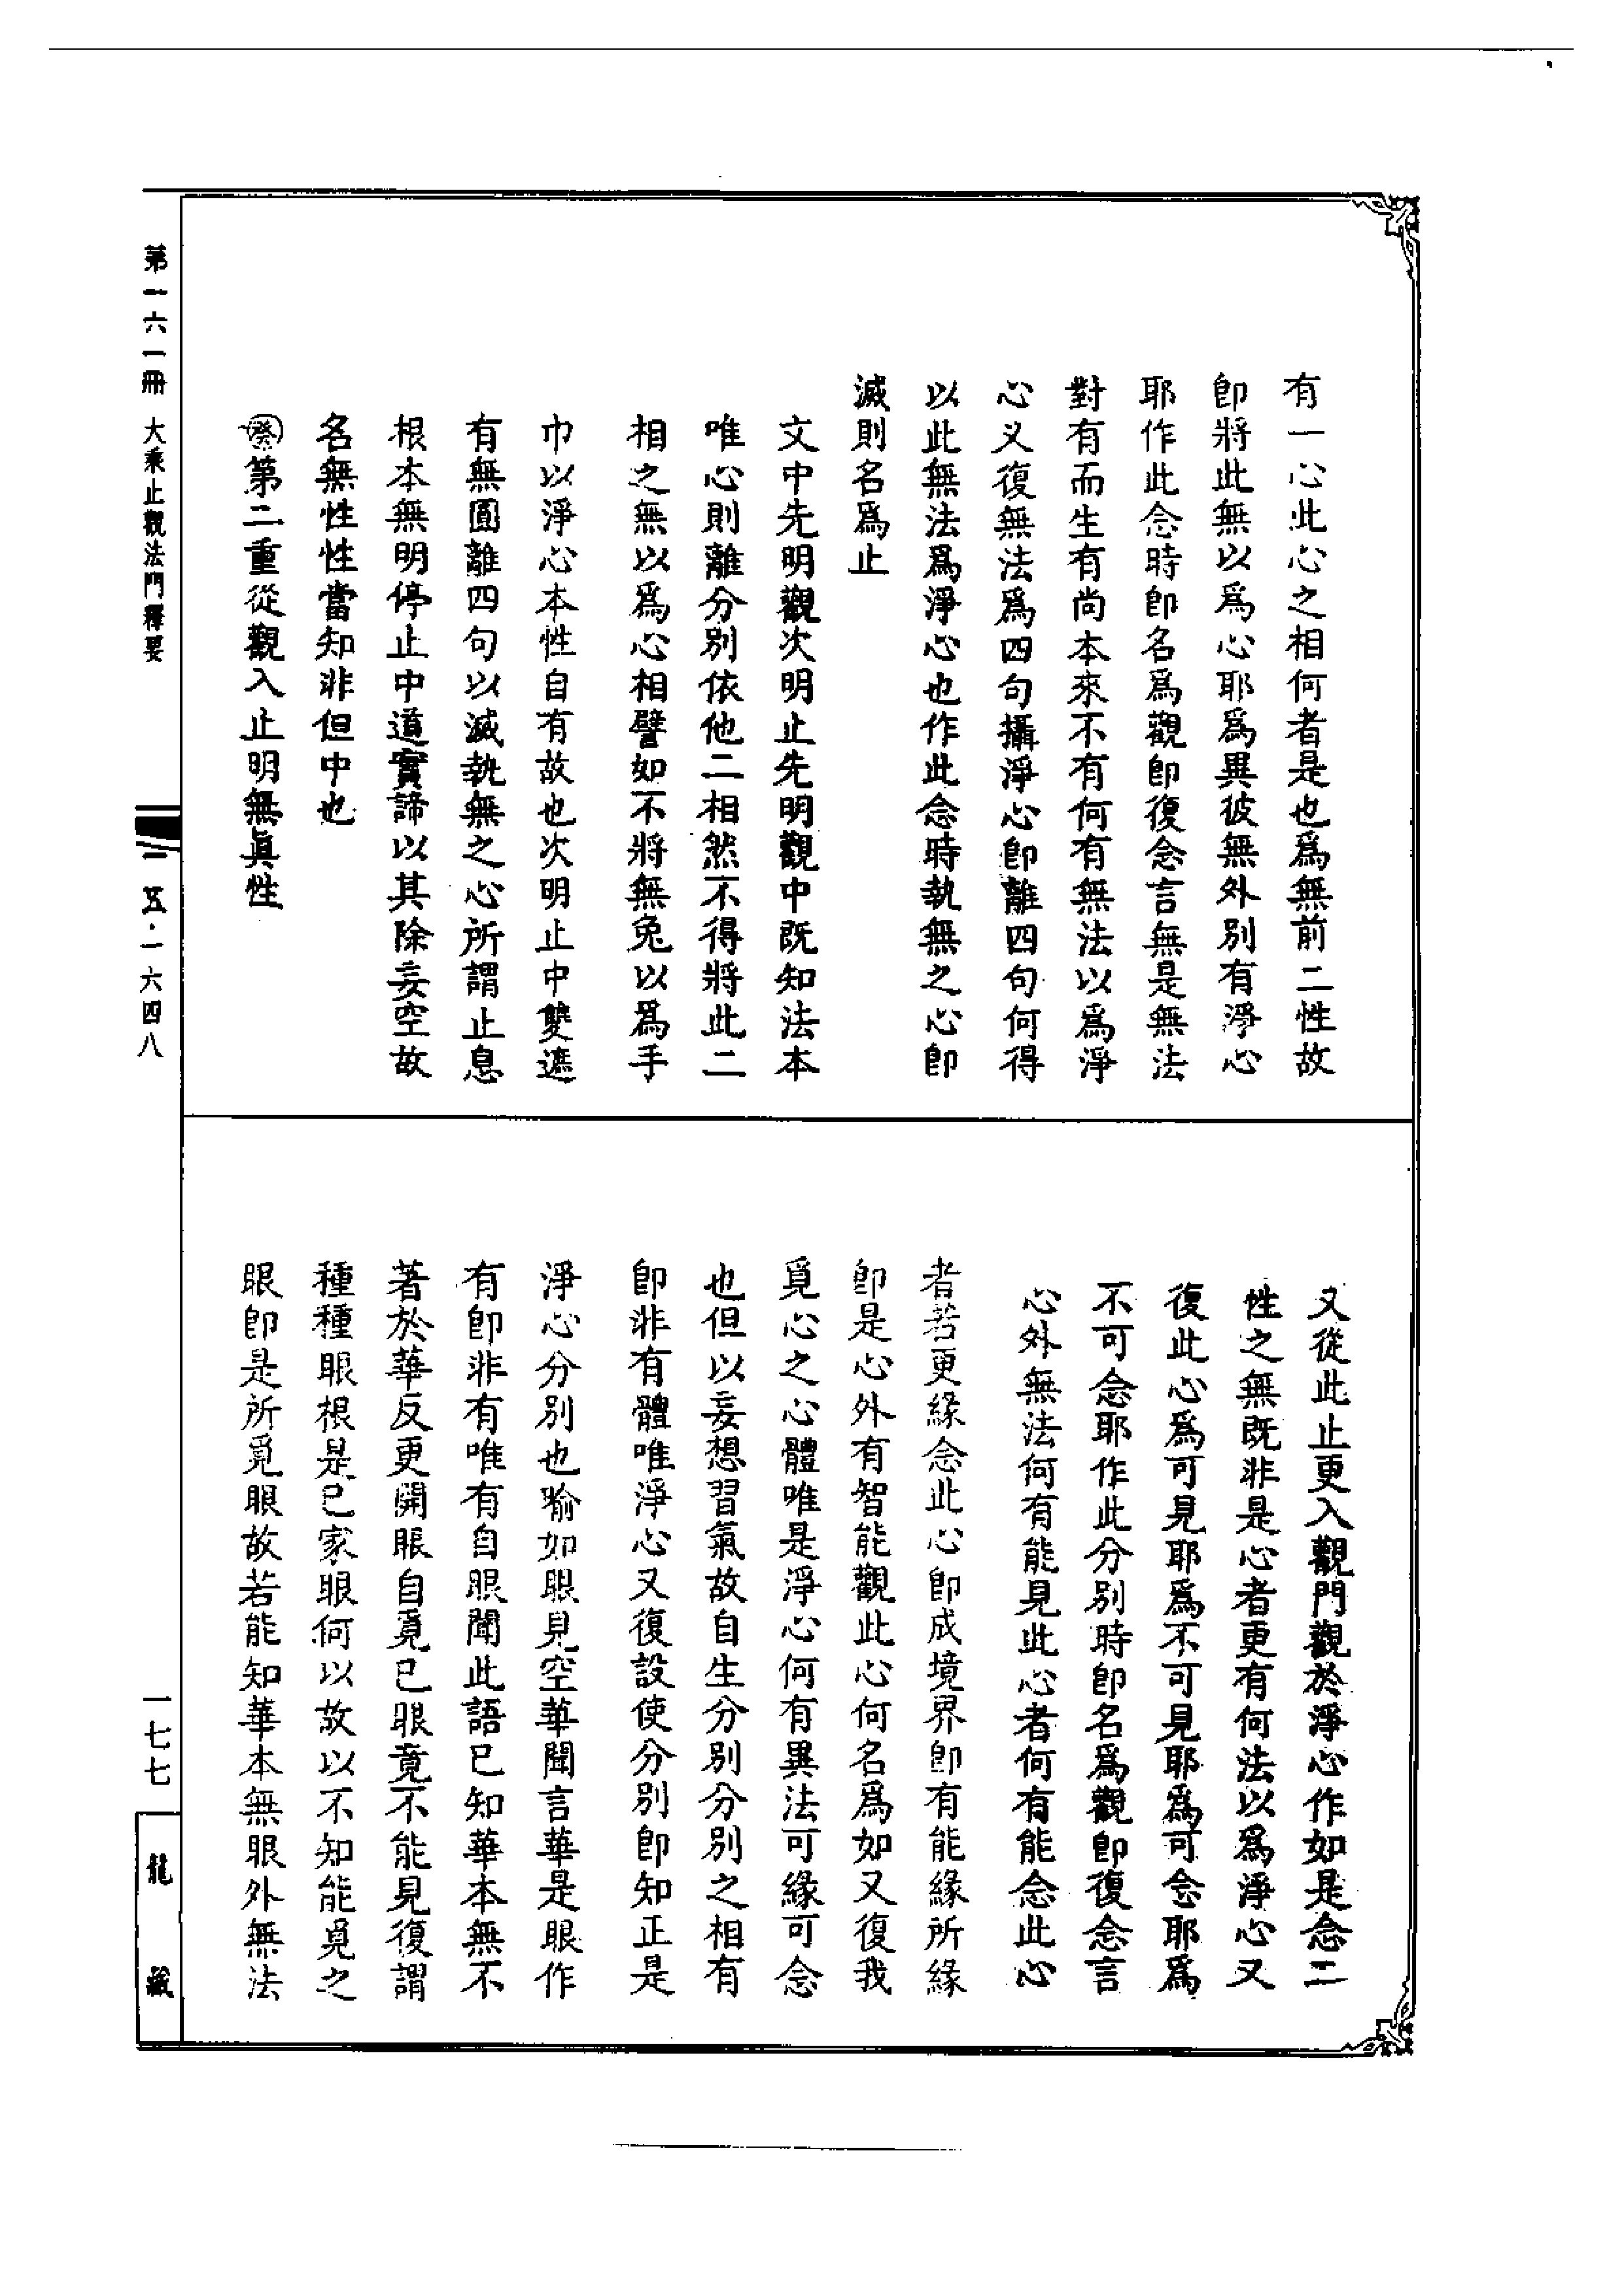 有一心此心之相何者是也爲無前二性故
卽將此無以爲心耶爲異彼無外別有淨心
耶作此念時卽名爲觀卽復念言無是無法
對有而生有尚本來不有何有無法以爲淨
心又復無法爲四句攝淨心卽離四句何得
以此無法爲淨心也作此念時執無之心卽
滅則名爲止
文中先明觀次明止先明觀中旣知法本
唯心則離分別依他二相然不得將此二
相之無以爲心相譬如不將無兔以爲手
巾以淨心本性自有故也次明止中雙遮
有無圓離四句以滅執無之心所謂止息
根本無明停止中道實諦以其除妄空故
名無性性當知非但中也
㊇第二重從觀入止明無眞性
又從此止更入觀門觀於淨心作如是念二
性之無旣非是心者更有何法以爲淨心又
復此心爲可見耶爲不可見耶爲可念耶爲
不可念耶作此分別時卽名爲觀卽復念言
心外無法何有能見此心者何有能念此心
者若更緣念此心卽成境界卽有能緣所緣
卽是心外有智能觀此心何名爲如又復我
覓心之心體唯是淨心何有異法可緣可念
也但以妄想習氣故自生分別分別之相有
卽非有體唯淨心又復設使分別卽知正是
淨心分別也喻如眼見空華聞言華是眼作
有卽非有唯有自眼聞此語已知華本無不
著於華反更開眼自覓己眼竟不能見復謂
種種眼根是己家眼何以故以不知能覓之
眼卽是所覓眼故若能知華本無眼外無法
第一六一冊 大乘止觀法門釋要
一五·一六四八
一七七
龍藏